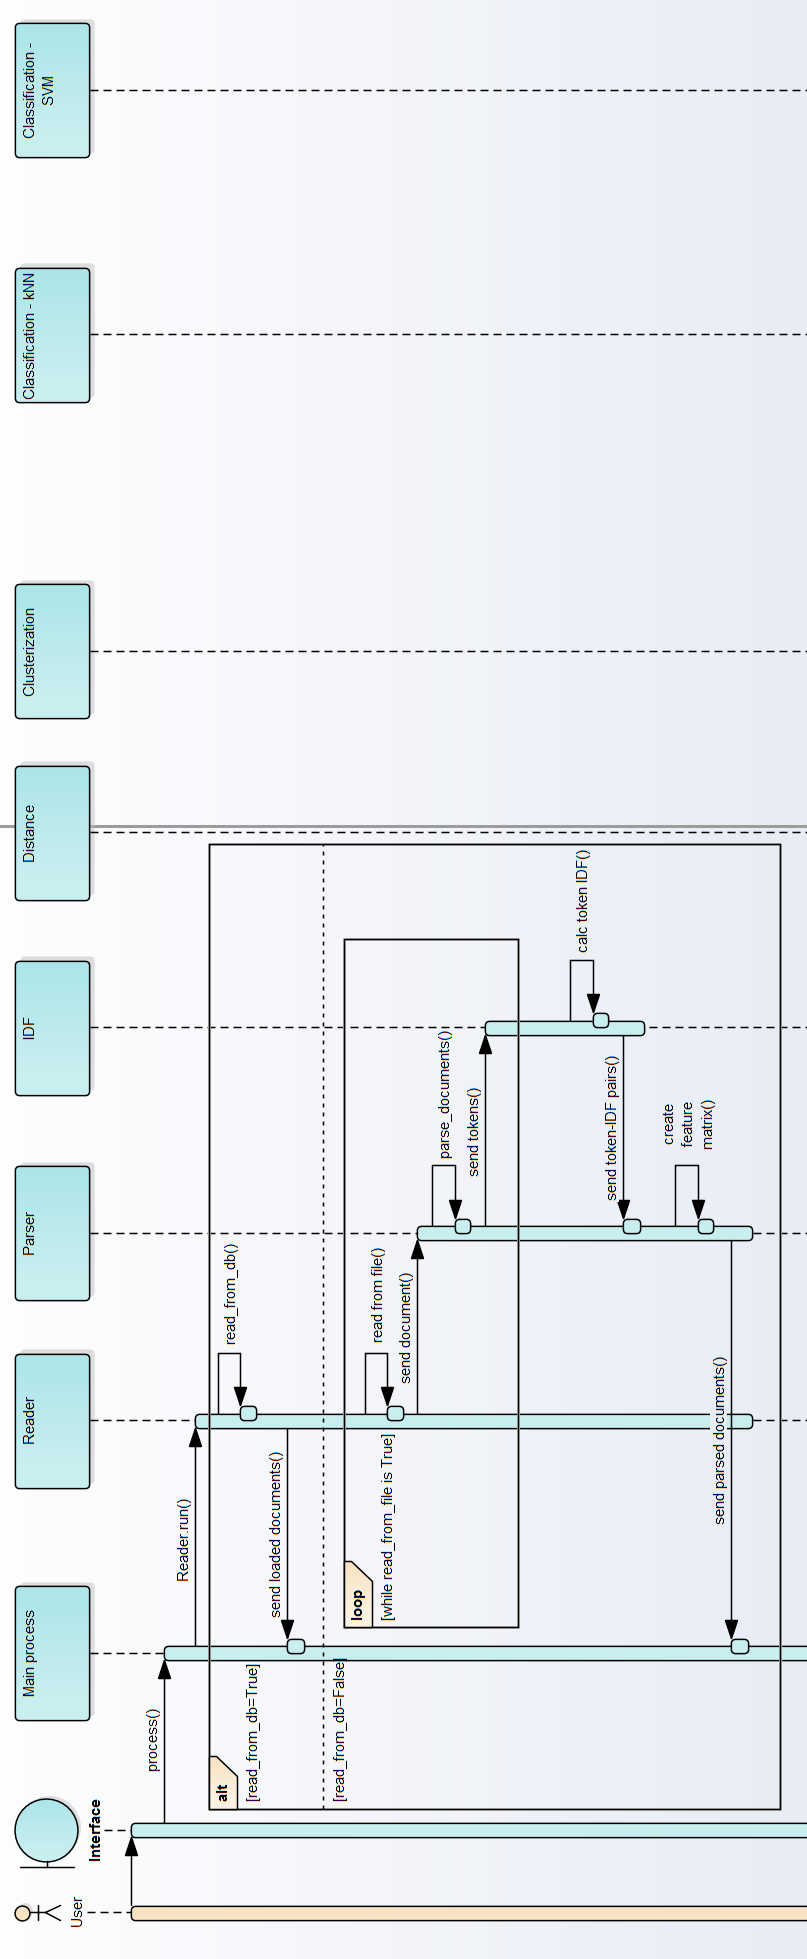 User
Interface
Main process
Reader
Parser
IDF
Distance
Clusterization
Classification - kNN
Classification -
SVM
process()
Reader.run()
alt
[read_from_db=True]
read_from_db()
send loaded documents()
[read_from_db=False]
loop
[while read_from_file is True]
read from file()
send document()
parse_documents()
send tokens()
calc token IDF()
send token-IDF pairs()
create
feature
matrix()
send parsed documents()